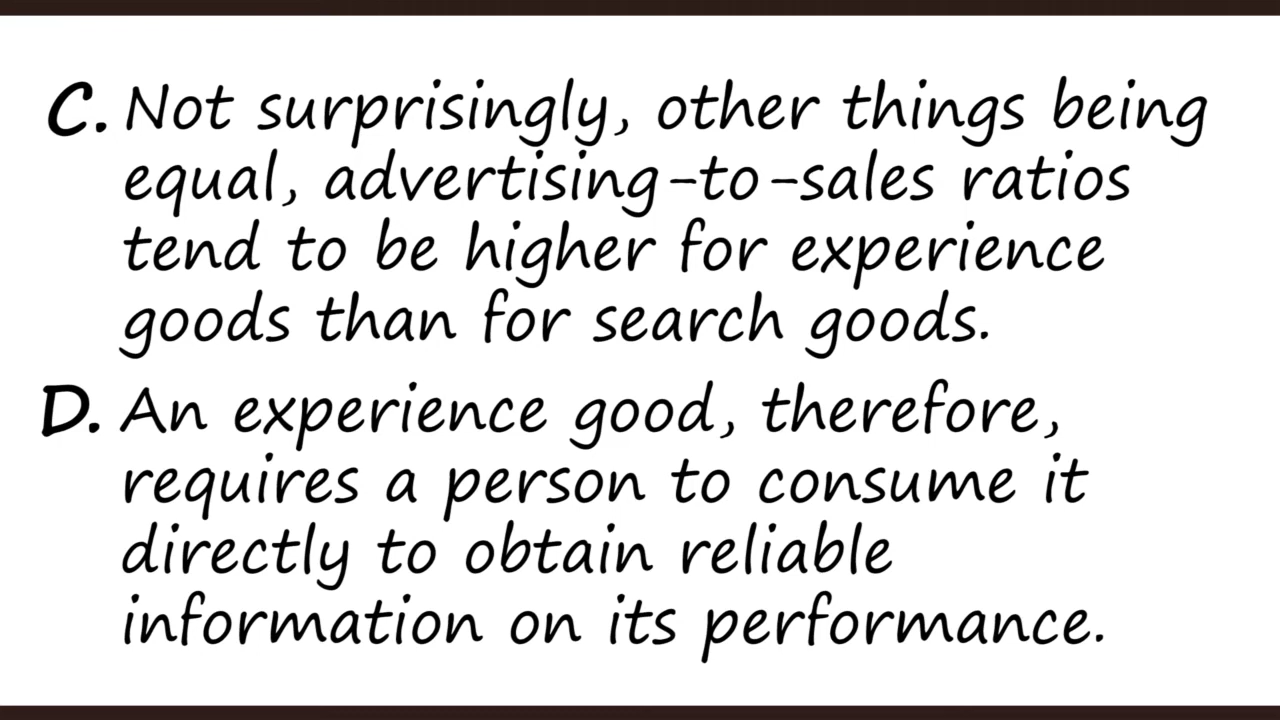 C. Not surprisingly, other things being
equal, advertising-to-sales ratios
tend to be higher for experience
goods than for search goods.
D. An experience good, therefore,
requires a person to consume it
directly to obtain reliable
information on its performance.